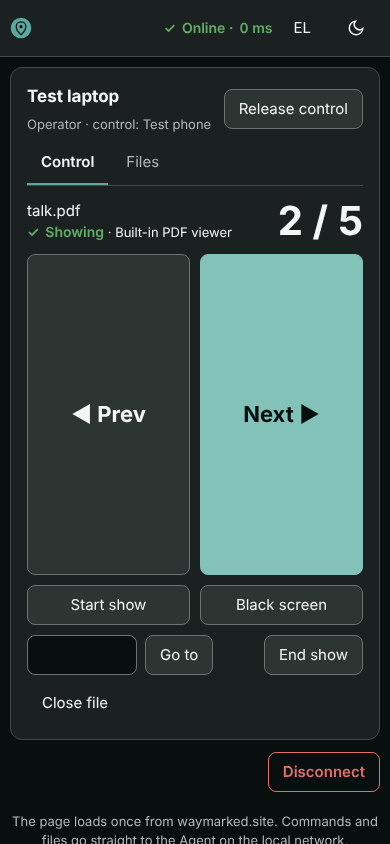 ✓ Online · 0 ms EL
Test laptop
Operator · control: Test phone
Release control
Control Files
talk.pdf
✓ Showing · Built-in PDF viewer
2 / 5
◀ Prev
Next ▶
Start show
Black screen
Go to
End show
Close file
Disconnect
The page loads once from waymarked.site. Commands and
files go straight to the Agent on the local network.